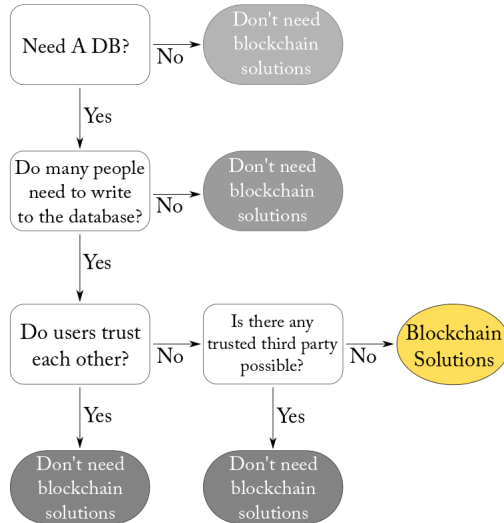 Need A DB?
No
Don't need
blockchain
solutions
Yes
Do many people
need to write
to the database?
No
Don't need
blockchain
solutions
Yes
Do users trust
each other?
No
Is there any
trusted third party
possible?
No
Blockchain
Solutions
Yes
Yes
Don't need
blockchain
solutions
Don't need
blockchain
solutions